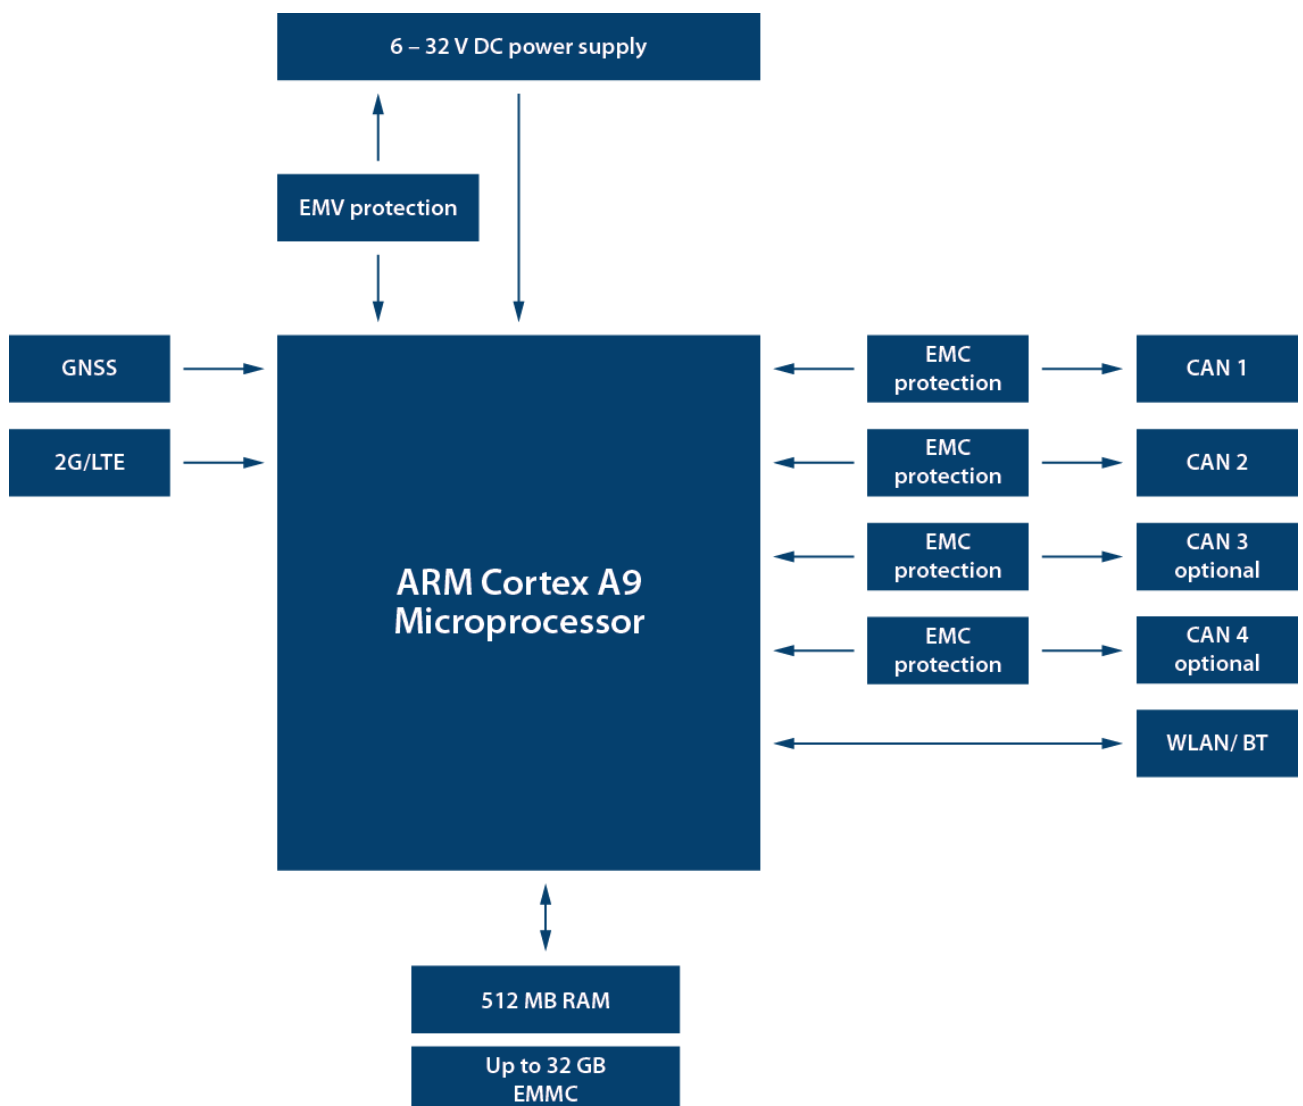 6 – 32 V DC power supply
EMV protection
GNSS
2G/LTE
ARM Cortex A9
Microprocessor
EMC
protection
CAN 1
EMC
protection
CAN 2
EMC
protection
CAN 3
optional
EMC
protection
CAN 4
optional
WLAN/ BT
512 MB RAM
Up to 32 GB
EMMC